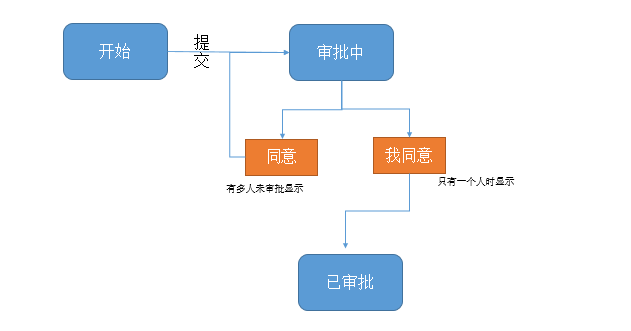 开始
提
交
审批中
同意
我同意
有多人未审批显示
只有一个人时显示
已审批